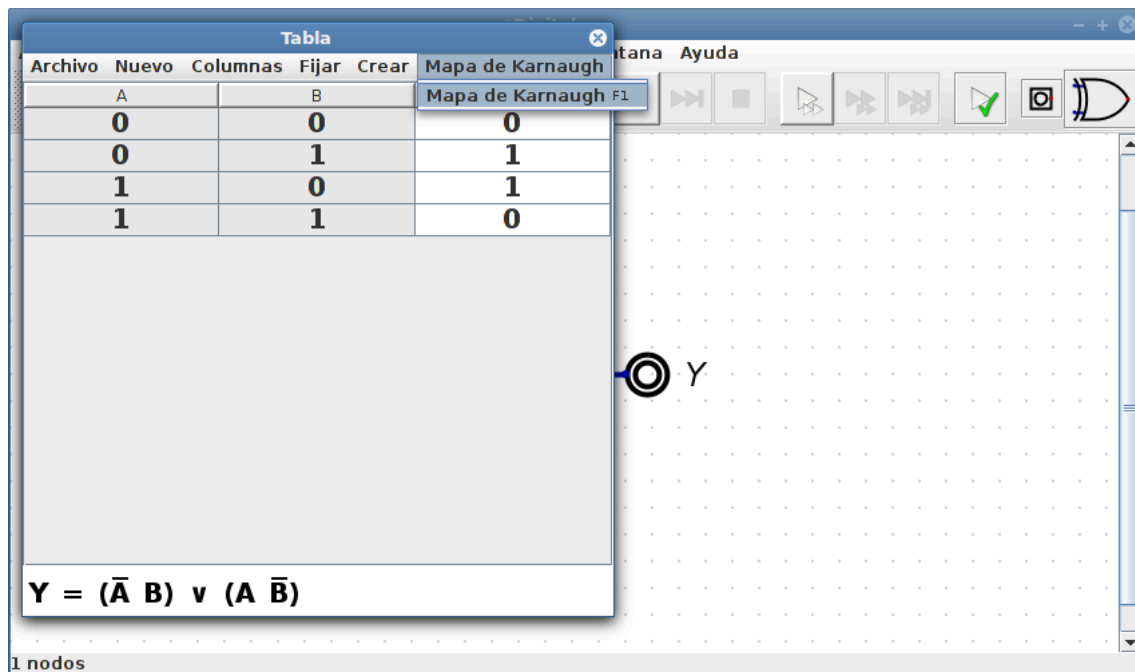 Tabla
Archivo Nuevo Columnas Fijar Crear Mapa de Karnaugh
Ayuda
A B Mapa de Karnaugh F1
0 0 0
0 1 1
1 0 1
1 1 0
Y
Y = (A̅ B) ∨ (A B̅)
1 nodos